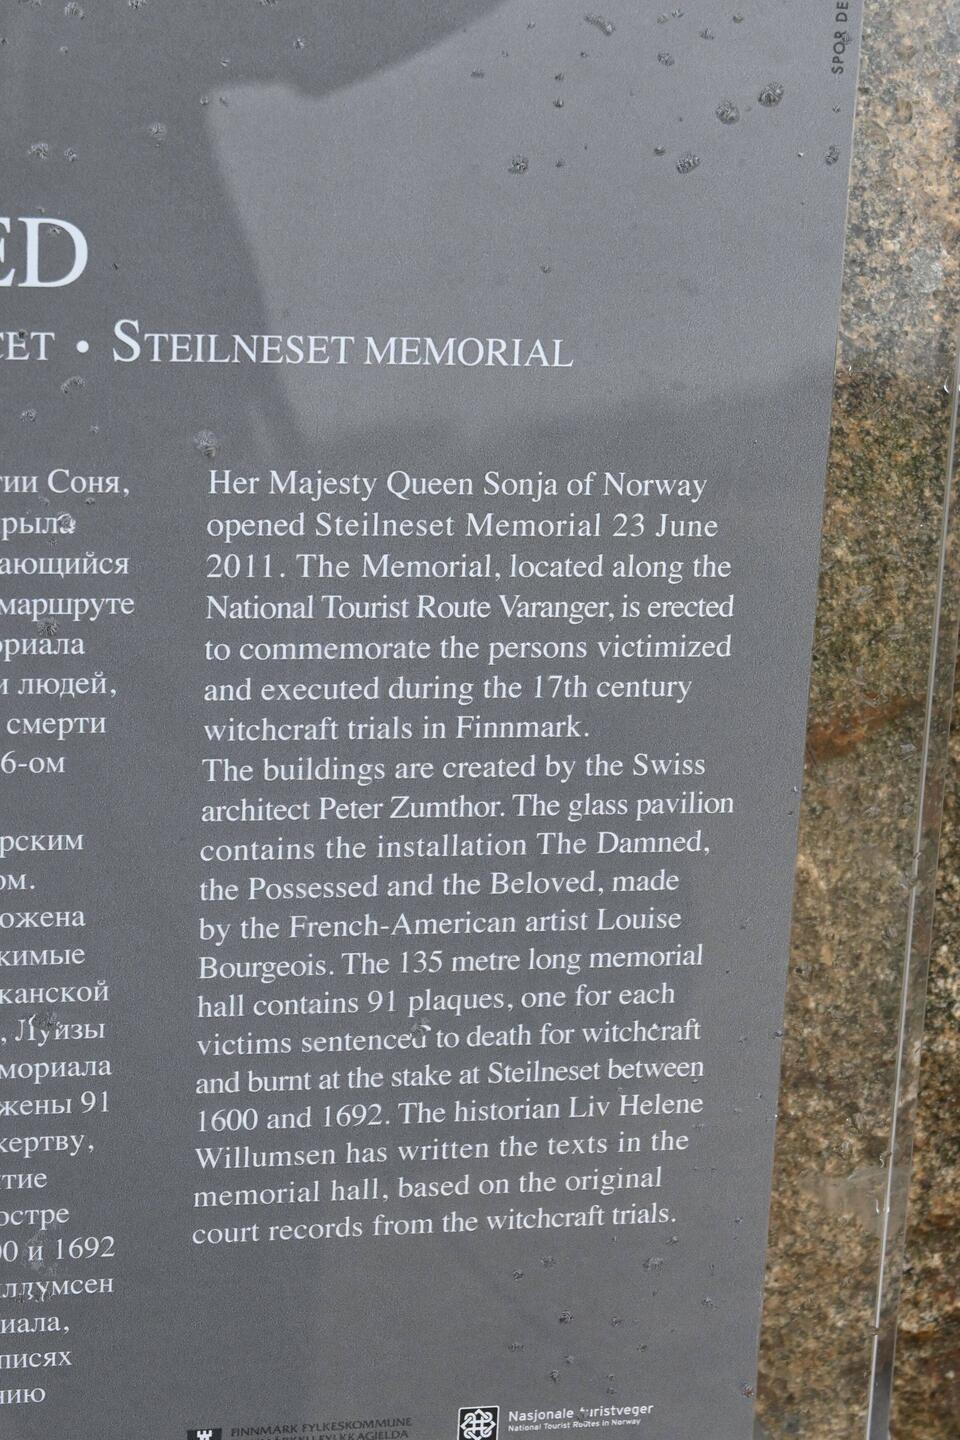 SPOR DE
ED
СЕТ • STEILNESET MEMORIAL
гии Соня,
рыла
ающийся
маршруте
ориала
и людей,
смерти
6-ом
рским
ом.
ожена
жимые
канской
, Луизы
мориала
жены 91
жертву,
тие
остре
00 и 1692
иллумсен
иала,
писях
нию
Her Majesty Queen Sonja of Norway
opened Steilneset Memorial 23 June
2011. The Memorial, located along the
National Tourist Route Varanger, is erected
to commemorate the persons victimized
and executed during the 17th century
witchcraft trials in Finnmark.
The buildings are created by the Swiss
architect Peter Zumthor. The glass pavilion
contains the installation The Damned,
the Possessed and the Beloved, made
by the French-American artist Louise
Bourgeois. The 135 metre long memorial
hall contains 91 plaques, one for each
victims sentenced to death for witchcraft
and burnt at the stake at Steilneset between
1600 and 1692. The historian Liv Helene
Willumsen has written the texts in the
memorial hall, based on the original
court records from the witchcraft trials.
FINNMARK FYLKESKOMMUNE
Nasjonale turistveger
National Tourist Routes in Norway